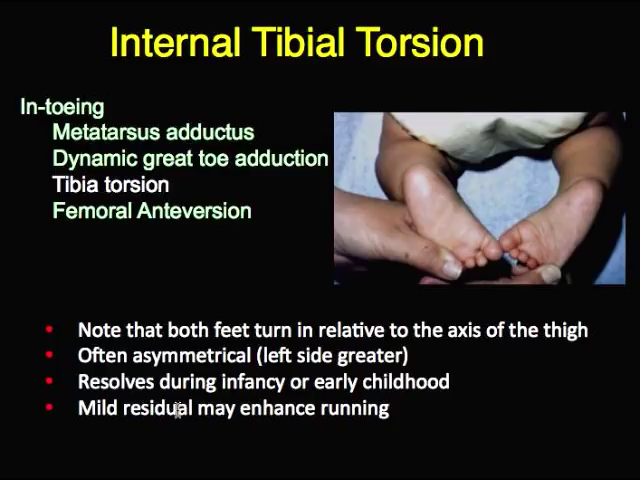 Internal Tibial Torsion
In-toeing
Metatarsus adductus
Dynamic great toe adduction
Tibia torsion
Femoral Anteversion
• Note that both feet turn in relative to the axis of the thigh
• Often asymmetrical (left side greater)
• Resolves during infancy or early childhood
• Mild residual may enhance running